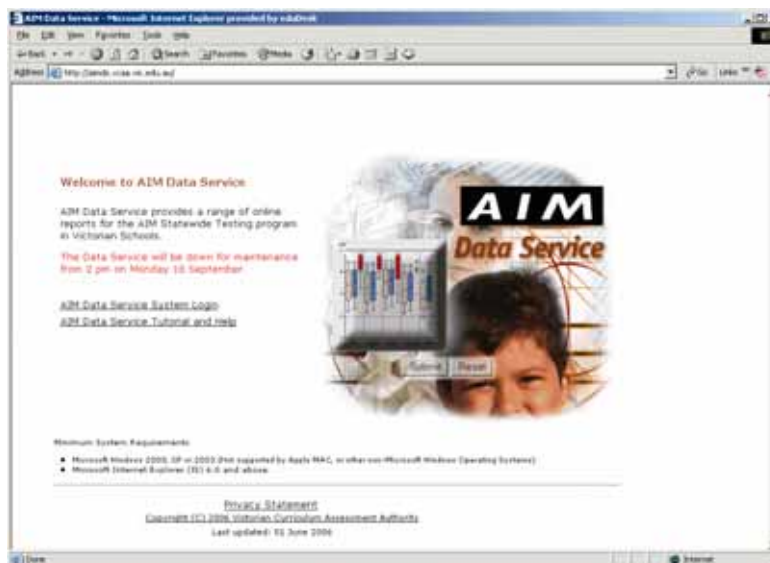 AIM Data Service - Microsoft Internet Explorer provided by eduDesk
File Edit View Favorites Tools Help
Back Search Favorites Media
Address http://aimds.vcaa.vic.edu.au/ Go Links
Welcome to AIM Data Service
AIM Data Service provides a range of online
reports for the AIM Statewide Testing program
in Victorian Schools.
The Data Service will be down for maintenance
from 2 pm on Monday 18 September
AIM Data Service System Login
AIM Data Service Tutorial and Help
AIM
Data Service
Submit Reset
Minimum System Requirements
Microsoft Windows 2000, XP or 2003 (Not supported by Apple MAC, or other non-Microsoft Windows Operating Systems)
Microsoft Internet Explorer (IE) 6.0 and above
Privacy Statement
Copyright (C) 2006 Victorian Curriculum Assessment Authority
Last updated: 01 June 2006
Done Internet